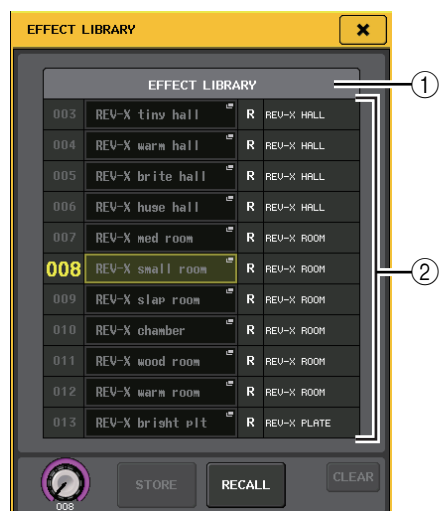 EFFECT LIBRARY
EFFECT LIBRARY
1
003 REV-X tiny hall R REV-X HALL
004 REV-X warm hall R REV-X HALL
005 REV-X brite hall R REV-X HALL
006 REV-X huge hall R REV-X HALL
007 REV-X med room R REV-X ROOM
008 REV-X small room R REV-X ROOM
2
009 REV-X slap room R REV-X ROOM
010 REV-X chamber R REV-X ROOM
011 REV-X wood room R REV-X ROOM
012 REV-X warm room R REV-X ROOM
013 REV-X bright plt R REV-X PLATE
008
STORE
RECALL
CLEAR